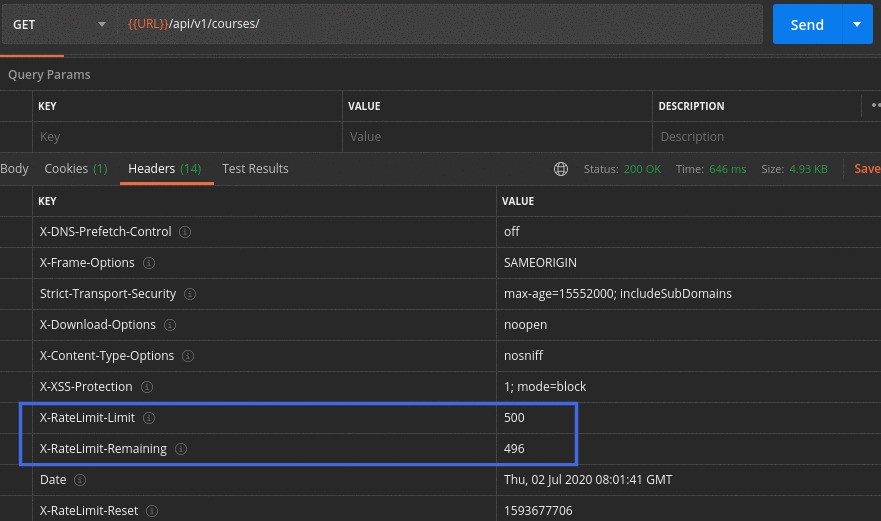 GET {{URL}}/api/v1/courses/ Send
Query Params
KEY VALUE DESCRIPTION
Key Value Description
Body Cookies (1) Headers (14) Test Results Status: 200 OK Time: 646 ms Size: 4.93 KB Save
KEY VALUE
X-DNS-Prefetch-Control off
X-Frame-Options SAMEORIGIN
Strict-Transport-Security max-age=15552000; includeSubDomains
X-Download-Options noopen
X-Content-Type-Options nosniff
X-XSS-Protection 1; mode=block
X-RateLimit-Limit 500
X-RateLimit-Remaining 496
Date Thu, 02 Jul 2020 08:01:41 GMT
X-RateLimit-Reset 1593677706